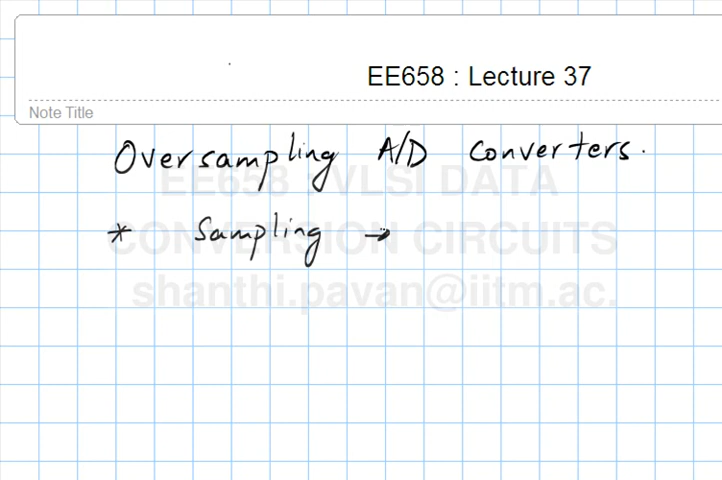 EE658 : Lecture 37
Note Title
Oversampling A/D Converters.
EE658 VLSI DATA
* Sampling →
CONVERSION CIRCUITS
shanthi.pavan@iitm.ac.